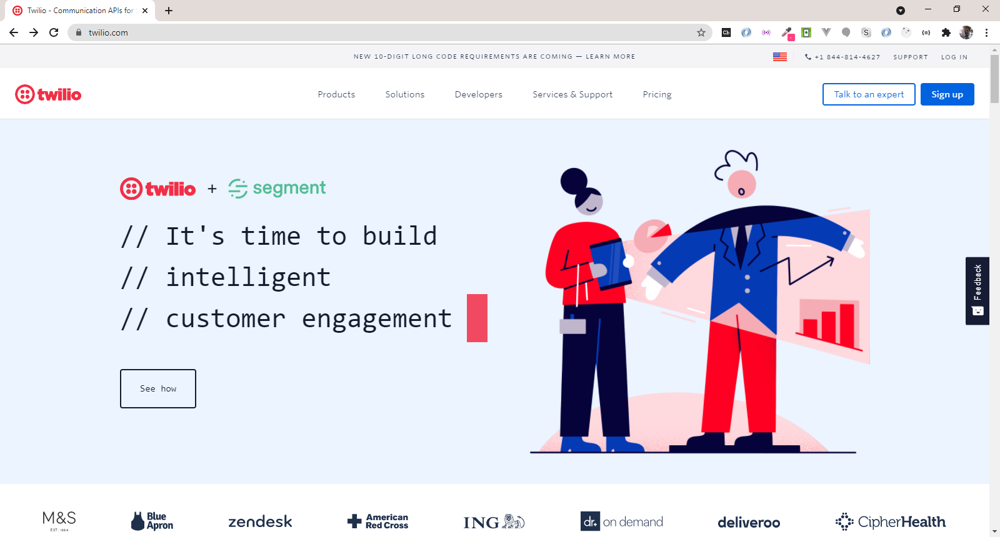 Twilio - Communication APIs for
twilio.com
NEW 10-DIGIT LONG CODE REQUIREMENTS ARE COMING — LEARN MORE
+1 844-814-4627 SUPPORT LOG IN
twilio
Products Solutions Developers Services & Support Pricing
Talk to an expert Sign up
twilio + segment
// It's time to build
// intelligent
// customer engagement
See how
Feedback
M&S
EST. 1884
Blue
Apron
zendesk
American
Red Cross
ING
dr+ on demand
deliveroo
CipherHealth